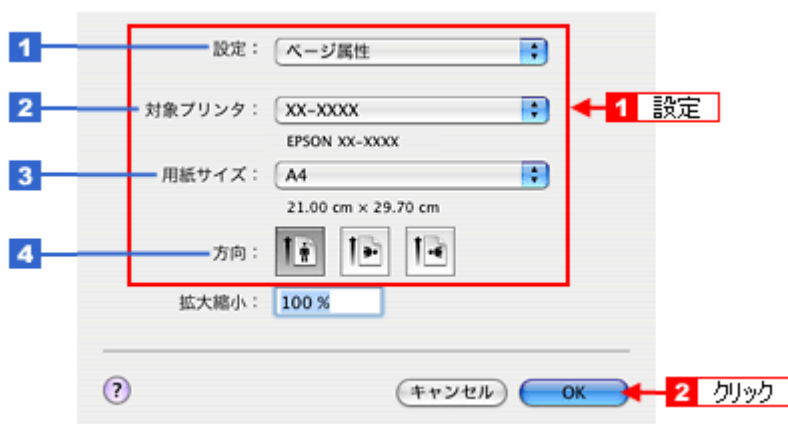 1 設定： ページ属性
2 対象プリンタ： XX-XXXX 1 設定
EPSON XX-XXXX
3 用紙サイズ： A4
21.00 cm × 29.70 cm
4 方向：
拡大縮小： 100 %
? キャンセル OK 2 クリック